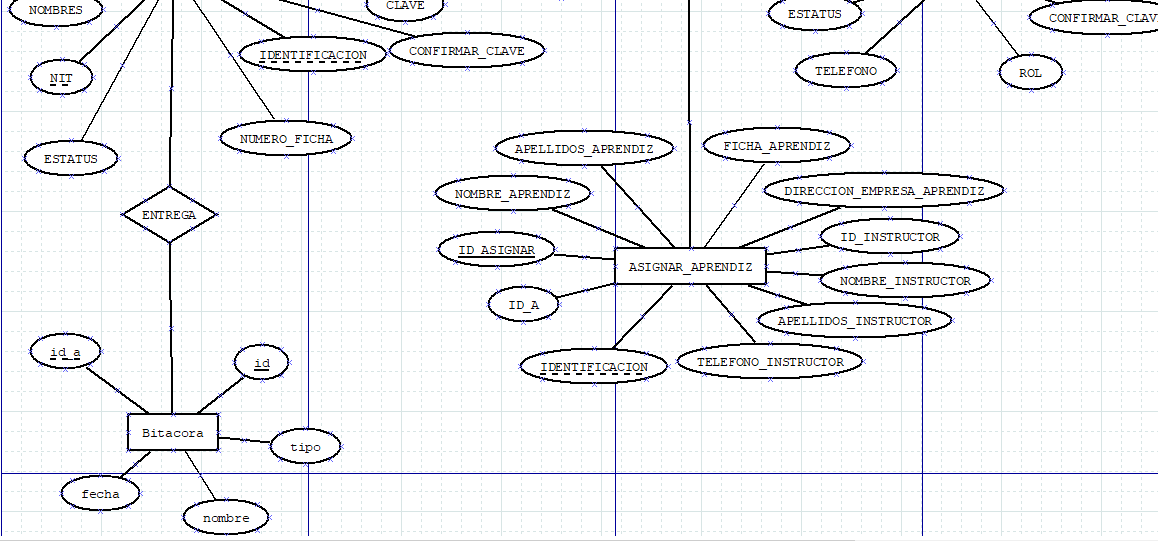 NOMBRES
CLAVE
ESTATUS
IDENTIFICACION
CONFIRMAR_CLAVE
NIT
TELEFONO
ROL
NUMERO_FICHA
ESTATUS
APELLIDOS_APRENDIZ
FICHA_APRENDIZ
NOMBRE_APRENDIZ
DIRECCION_EMPRESA_APRENDIZ
ENTREGA
ID_ASIGNAR
ID_INSTRUCTOR
ASIGNAR_APRENDIZ
NOMBRE_INSTRUCTOR
ID_A
APELLIDOS_INSTRUCTOR
IDENTIFICACION
TELEFONO_INSTRUCTOR
id_a
id
Bitacora
tipo
fecha
nombre